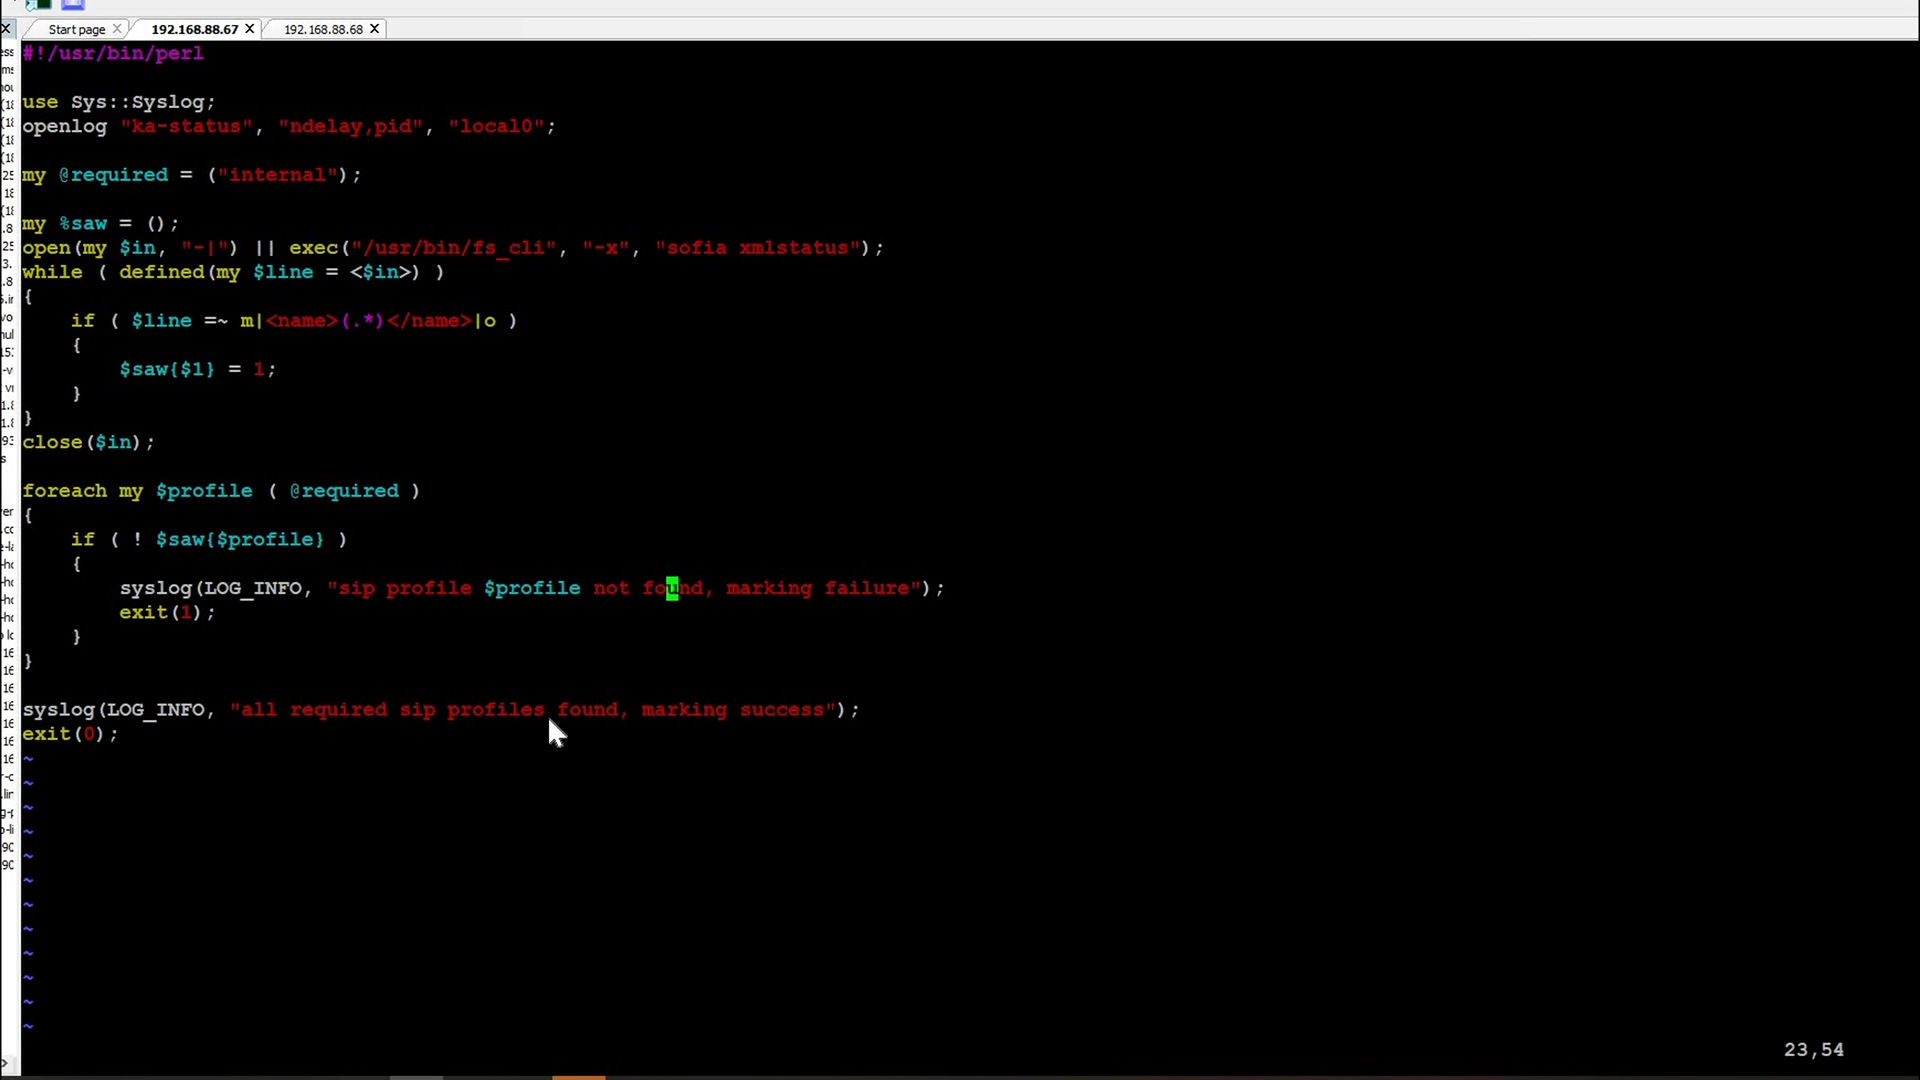 Start page
192.168.88.67
192.168.88.68
#!/usr/bin/perl
use Sys::Syslog;
openlog "ka-status", "ndelay,pid", "local0";
my @required = ("internal");
my %saw = ();
open(my $in, "-|") || exec("/usr/bin/fs_cli", "-x", "sofia xmlstatus");
while ( defined(my $line = <$in>) )
{
    if ( $line =~ m|<name>(.*)</name>|o )
    {
        $saw{$1} = 1;
    }
}
close($in);
foreach my $profile ( @required )
{
    if ( ! $saw{$profile} )
    {
        syslog(LOG_INFO, "sip profile $profile not found, marking failure");
        exit(1);
    }
}
syslog(LOG_INFO, "all required sip profiles found, marking success");
exit(0);
~
~
~
~
~
~
~
~
~
~
~
~
23,54